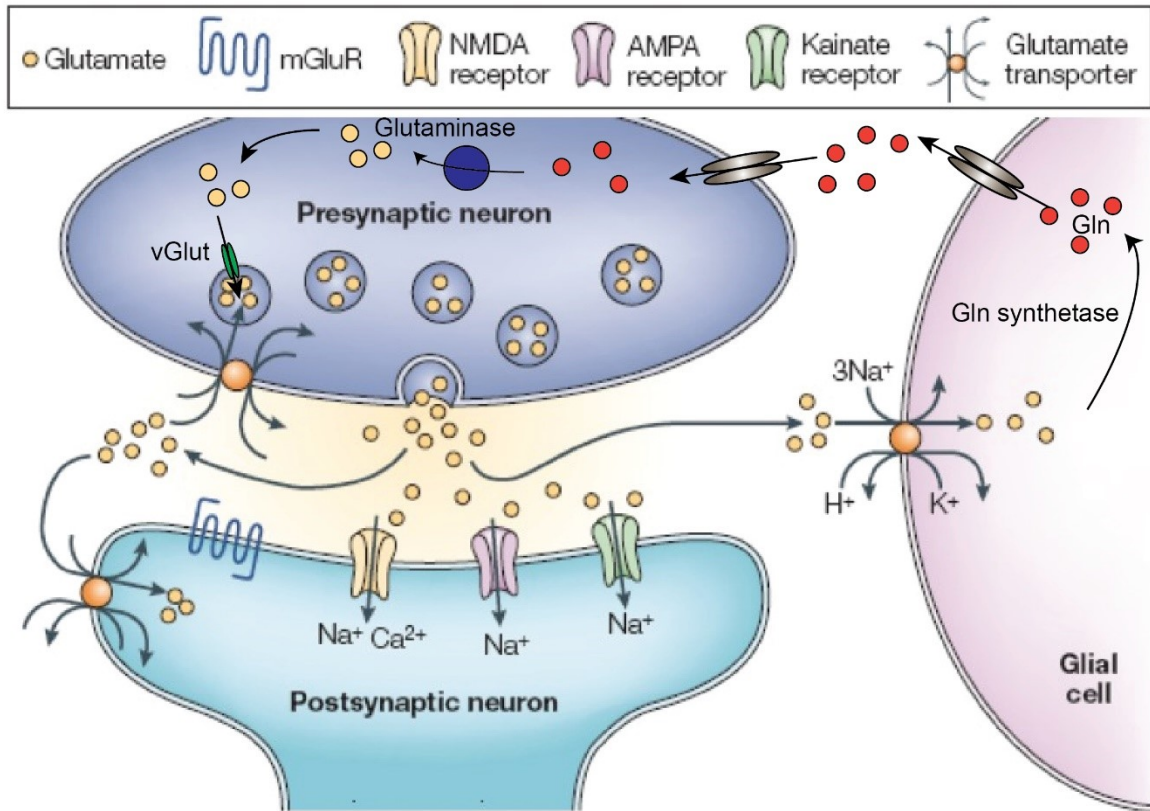 Glutamate
mGluR
NMDA
receptor
AMPA
receptor
Kainate
receptor
Glutamate
transporter
Glutaminase
Presynaptic neuron
vGlut
Gln
Gln synthetase
3Na⁺
H⁺
K⁺
Na⁺ Ca²⁺
Na⁺
Na⁺
Glial
cell
Postsynaptic neuron